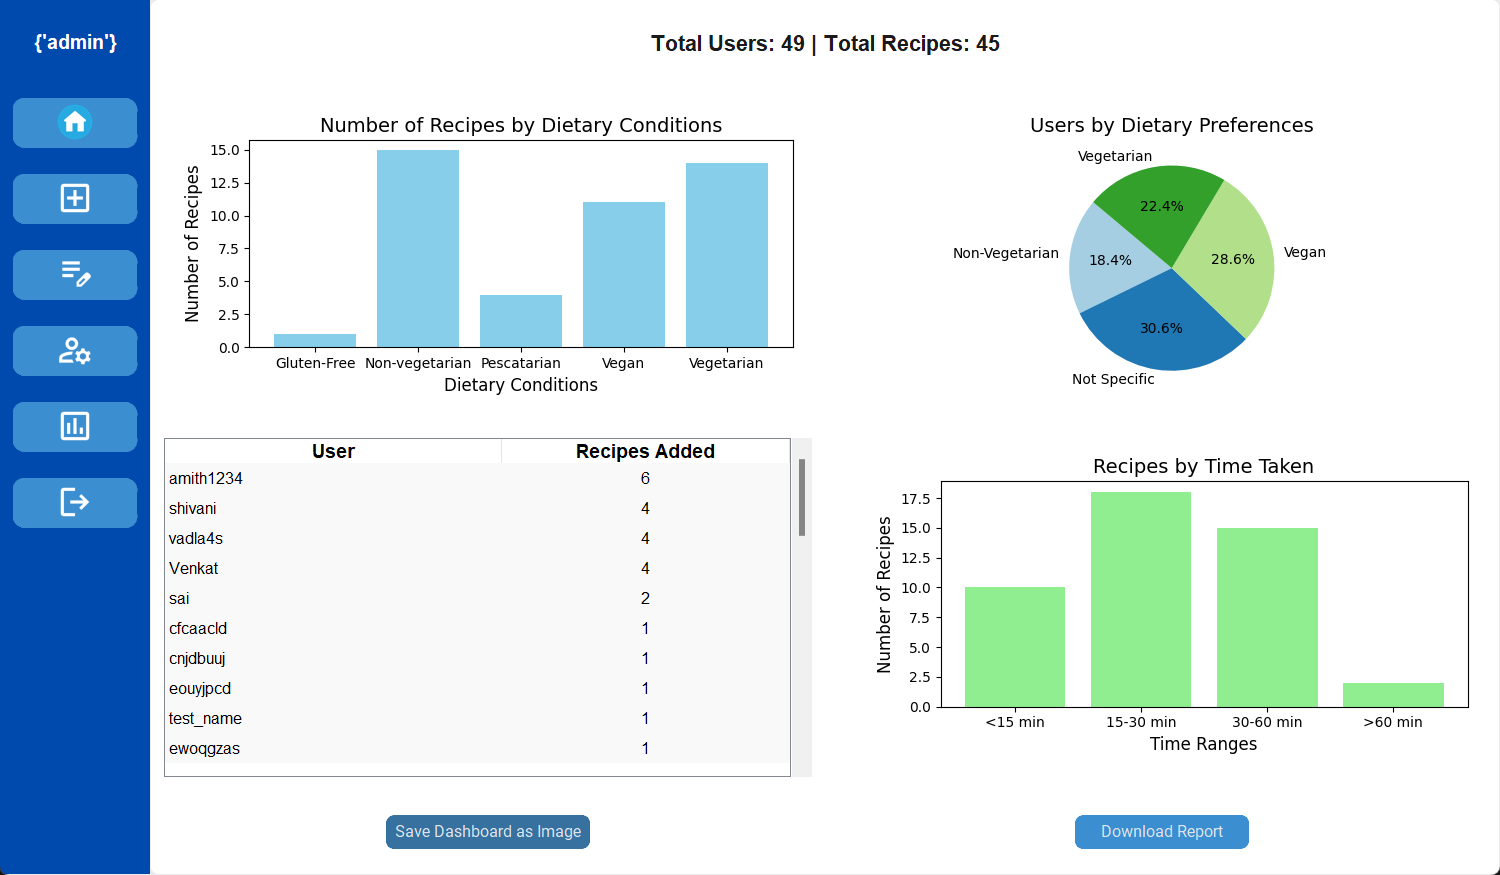 {'admin'}
Total Users: 49 | Total Recipes: 45
Number of Recipes by Dietary Conditions
Number of Recipes
15.0
12.5
10.0
7.5
5.0
2.5
0.0
Gluten-Free Non-vegetarian Pescatarian Vegan Vegetarian
Dietary Conditions
Users by Dietary Preferences
Vegetarian
22.4%
Non-Vegetarian
18.4%
28.6%
Vegan
30.6%
Not Specific
User Recipes Added
amith1234 6
shivani 4
vadla4s 4
Venkat 4
sai 2
cfcaacld 1
cnjdbuuj 1
eouyjpcd 1
test_name 1
ewoqgzas 1
Recipes by Time Taken
Number of Recipes
17.5
15.0
12.5
10.0
7.5
5.0
2.5
0.0
<15 min 15-30 min 30-60 min >60 min
Time Ranges
Save Dashboard as Image
Download Report